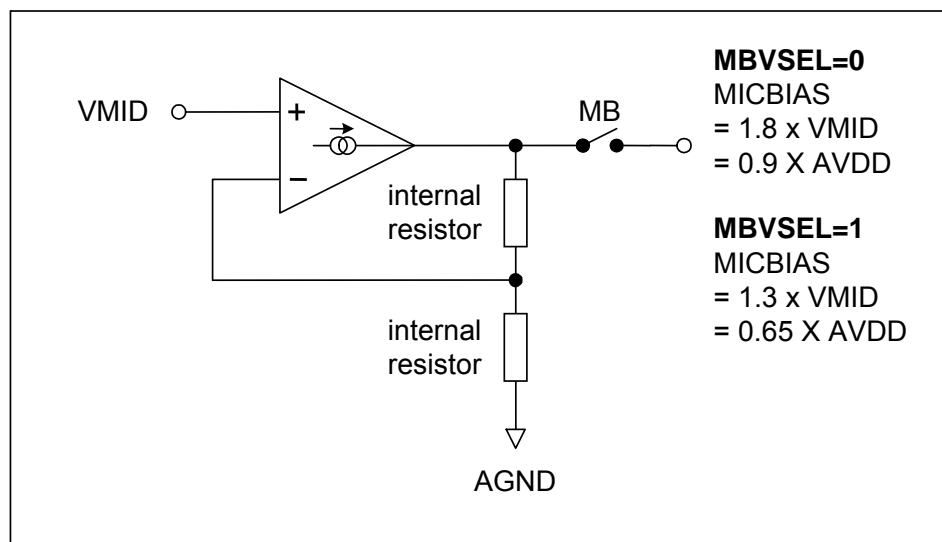 VMID
+
−
MB
internal
resistor
internal
resistor
AGND
MBVSEL=0
MICBIAS
= 1.8 x VMID
= 0.9 X AVDD
MBVSEL=1
MICBIAS
= 1.3 x VMID
= 0.65 X AVDD